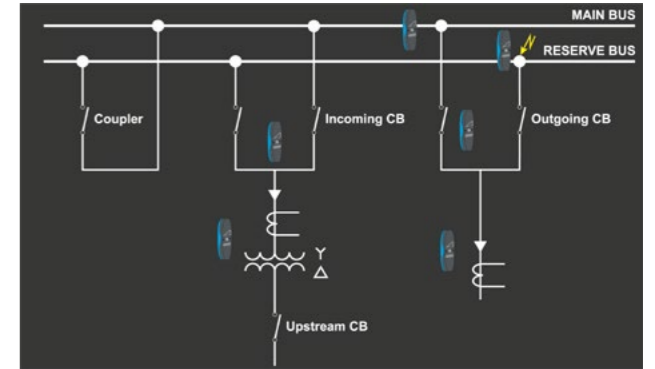 MAIN BUS
RESERVE BUS
Coupler
Incoming CB
Outgoing CB
Upstream CB